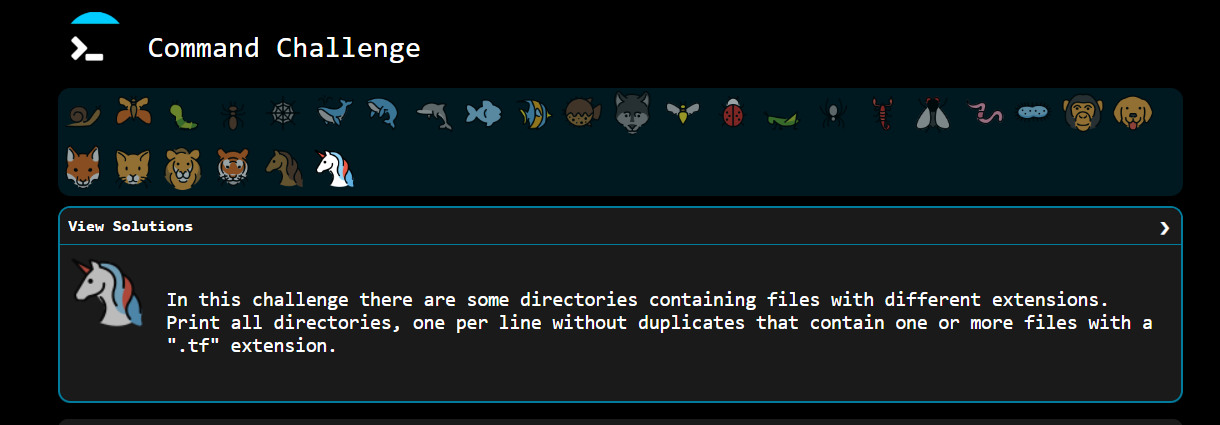 Command Challenge
View Solutions
In this challenge there are some directories containing files with different extensions.
Print all directories, one per line without duplicates that contain one or more files with a
".tf" extension.